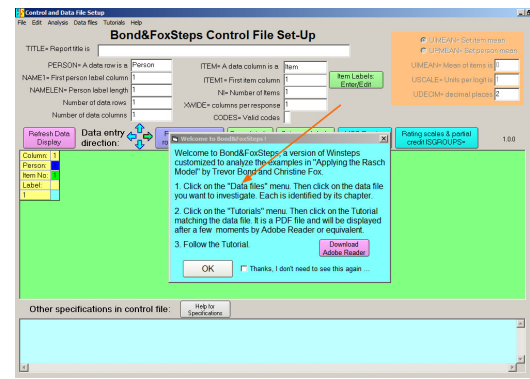 Control and Data File Setup
File Edit Analysis Data files Tutorials Help
Bond&FoxSteps Control File Set-Up
TITLE= Report title is
UIMEAN= Set item mean
UPMEAN= Set person mean
PERSON= A data row is a Person
ITEM= A data column is a Item
UIMEAN= Mean of items is 0
NAME1= First person label column 1
ITEM1= First item column 1
Item Labels: Enter/Edit
USCALE= Units per logit is 1
NAMELEN= Person label length 1
NI= Number of items 1
Number of data rows 1
XWIDE= columns per response 1
UDECIM= decimal places 2
Number of data columns 1
CODES= Valid codes
Refresh Data Display
Data entry direction:
Rating scales & partial credit ISGROUPS=
1.0.0
Column: 1
Person:
Item No: 1
Label:
1
Welcome to Bond&FoxSteps!
Welcome to Bond&FoxSteps, a version of Winsteps
customized to analyze the examples in "Applying the Rasch
Model" by Trevor Bond and Christine Fox.
1. Click on the "Data files" menu. Then click on the data file
you want to investigate. Each is identified by its chapter.
2. Click on the "Tutorials" menu. Then click on the Tutorial
matching the data file. It is a PDF file and will be displayed
after a few moments by Adobe Reader or equivalent.
3. Follow the Tutorial.
Download
Adobe Reader
OK
Thanks, I don't need to see this again ...
Other specifications in control file:
Help for
Specifications